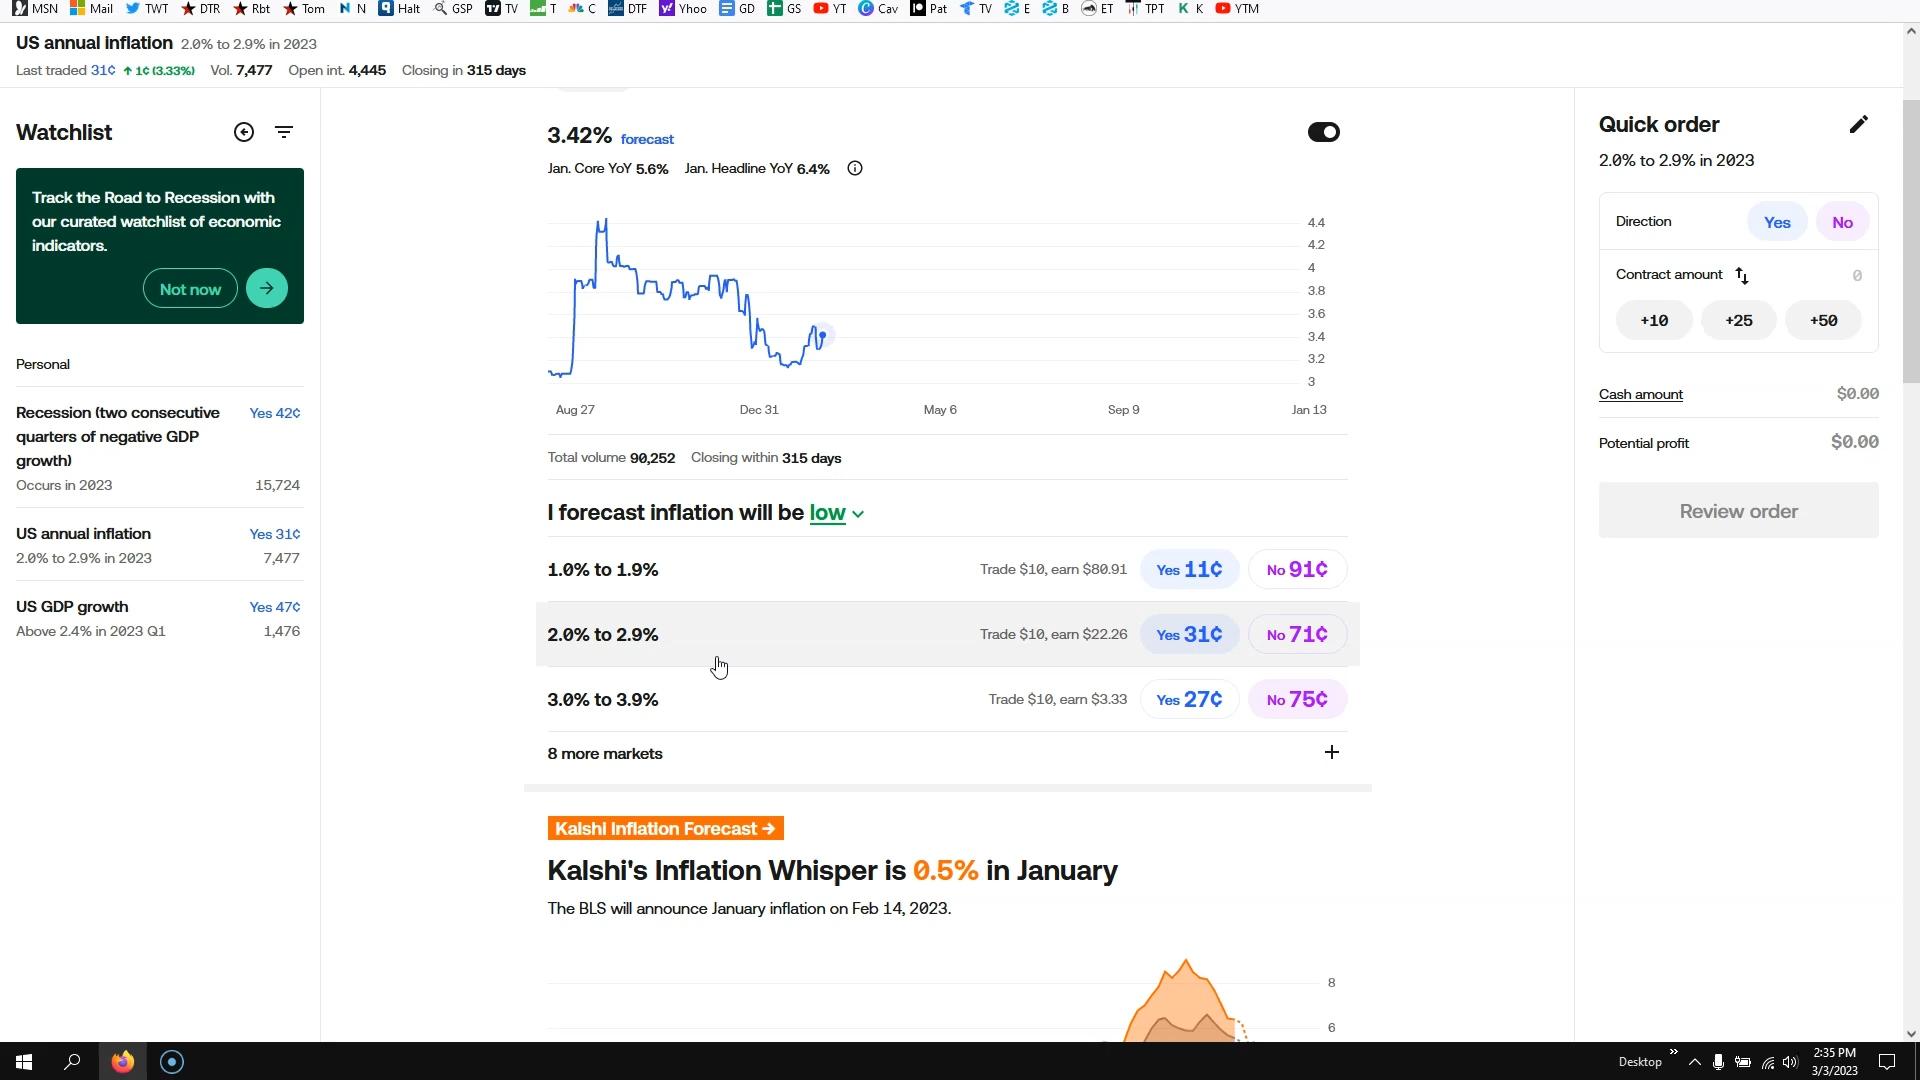 MSN Mail TWT DTR Rbt Tom N Halt GSP TV T C DTF Yhoo GD GS YT Cav Pat TV E B ET TPT K YTM
US annual inflation 2.0% to 2.9% in 2023
Last traded 31¢ ↑ 1¢ (3.33%) Vol. 7,477 Open int. 4,445 Closing in 315 days
Watchlist
Track the Road to Recession with
our curated watchlist of economic
indicators.
Not now
Personal
Recession (two consecutive Yes 42¢
quarters of negative GDP
growth)
Occurs in 2023 15,724
US annual inflation Yes 31¢
2.0% to 2.9% in 2023 7,477
US GDP growth Yes 47¢
Above 2.4% in 2023 Q1 1,476
3.42% forecast
Jan. Core YoY 5.6% Jan. Headline YoY 6.4%
4.4
4.2
4
3.8
3.6
3.4
3.2
3
Aug 27 Dec 31 May 6 Sep 9 Jan 13
Total volume 90,252 Closing within 315 days
I forecast inflation will be low
1.0% to 1.9% Trade $10, earn $80.91 Yes 11¢ No 91¢
2.0% to 2.9% Trade $10, earn $22.26 Yes 31¢ No 71¢
3.0% to 3.9% Trade $10, earn $3.33 Yes 27¢ No 75¢
8 more markets +
Kalshi Inflation Forecast →
Kalshi's Inflation Whisper is 0.5% in January
The BLS will announce January inflation on Feb 14, 2023.
8
6
Quick order
2.0% to 2.9% in 2023
Direction Yes No
Contract amount 0
+10 +25 +50
Cash amount $0.00
Potential profit $0.00
Review order
Desktop »
2:35 PM
3/3/2023